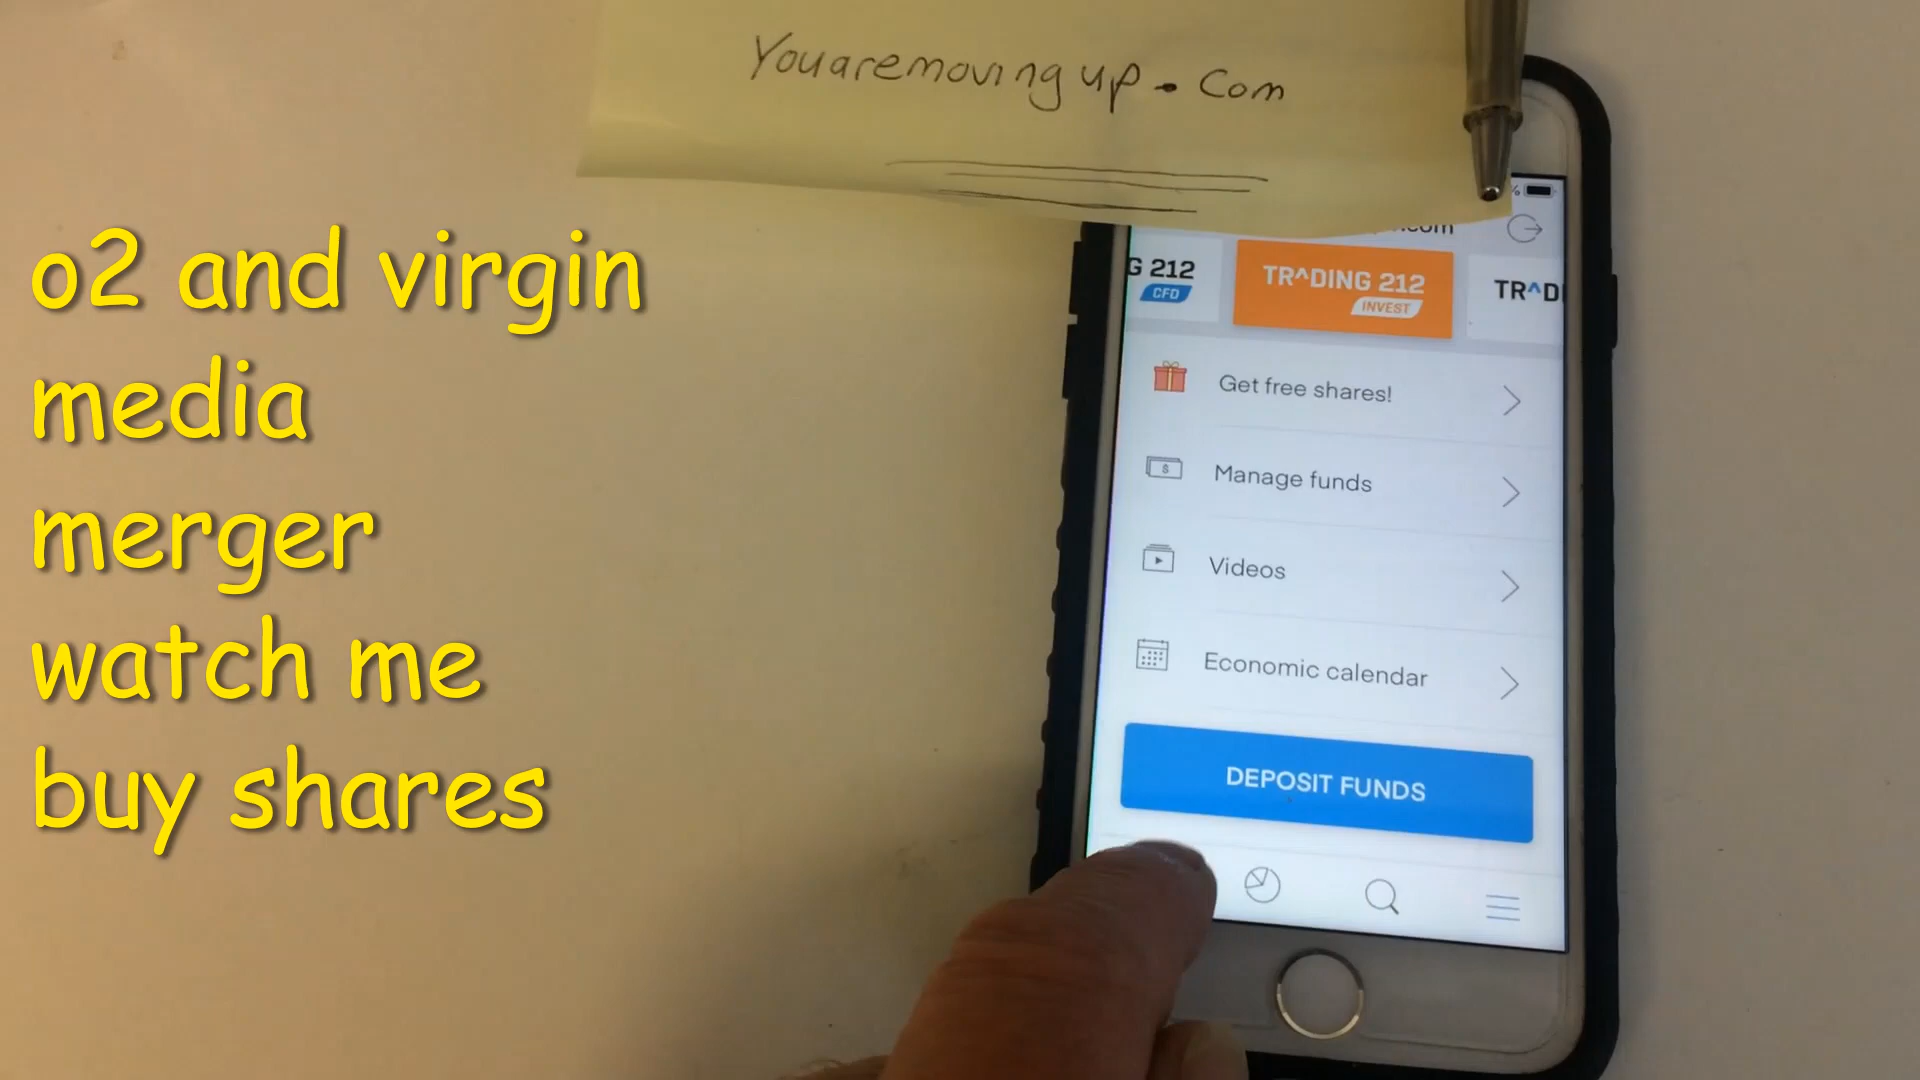 Youaremovingup.Com
o2 and virgin
media
merger
watch me
buy shares
%
.com
G 212
CFD
TR^DING 212
INVEST
TR^D
Get free shares!
Manage funds
$
Videos
Economic calendar
DEPOSIT FUNDS